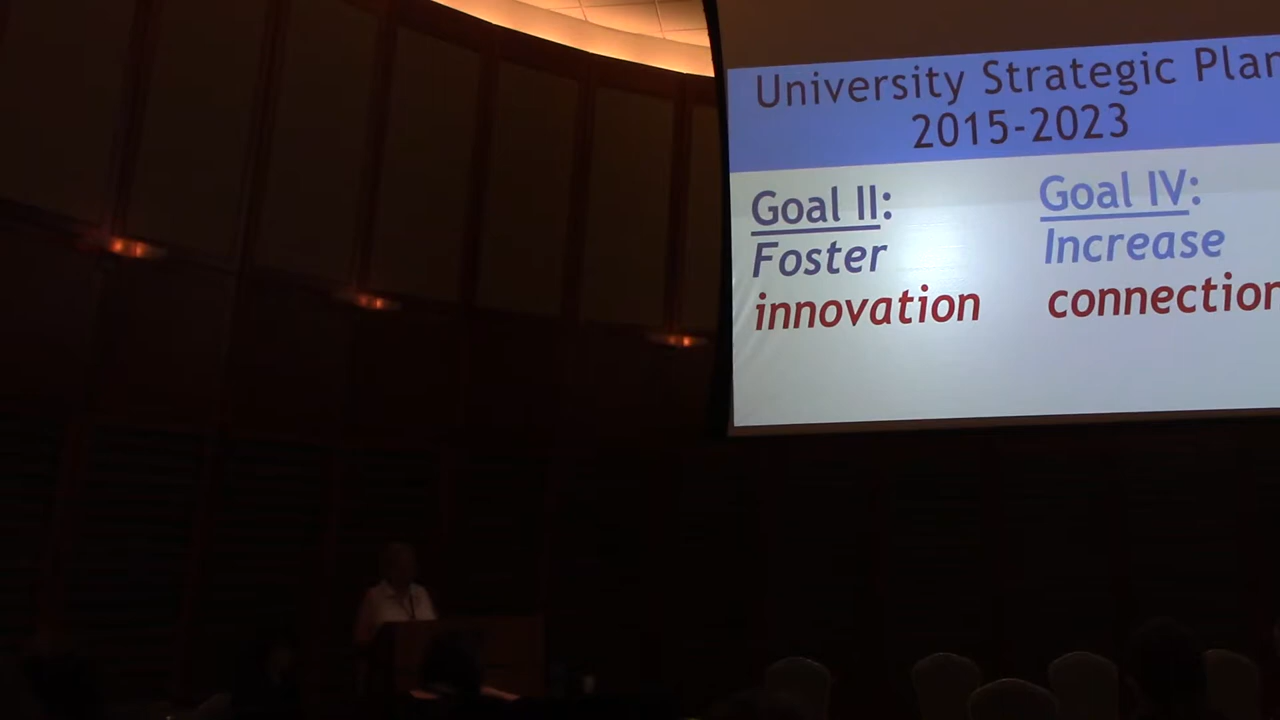 University Strategic Plan
2015-2023
Goal II:
Foster
innovation
Goal IV:
Increase
connection